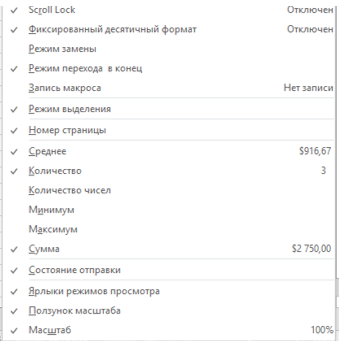 Scroll Lock Отключен
Фиксированный десятичный формат Отключен
Режим замены
Режим перехода в конец
Запись макроса Нет записи
Режим выделения
Номер страницы
Среднее $916,67
Количество 3
Количество чисел
Минимум
Максимум
Сумма $2 750,00
Состояние отправки
Ярлыки режимов просмотра
Ползунок масштаба
Масштаб 100%